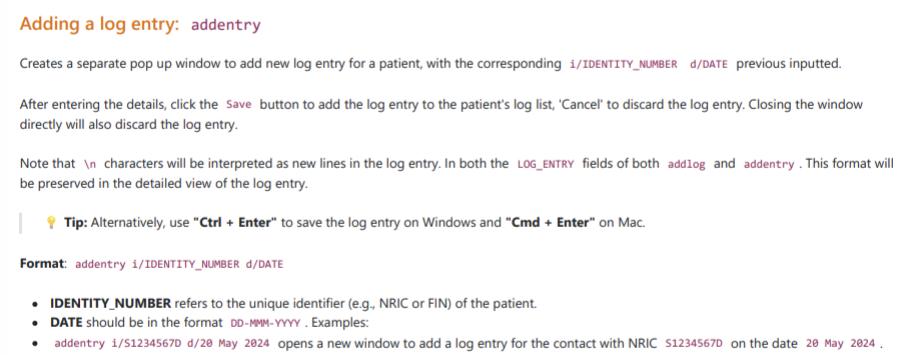 Adding a log entry: addentry
Creates a separate pop up window to add new log entry for a patient, with the corresponding i/IDENTITY_NUMBER d/DATE previous inputted.
After entering the details, click the Save button to add the log entry to the patient's log list, 'Cancel' to discard the log entry. Closing the window
directly will also discard the log entry.
Note that \n characters will be interpreted as new lines in the log entry. In both the LOG_ENTRY fields of both addlog and addentry . This format will
be preserved in the detailed view of the log entry.
💡 Tip: Alternatively, use "Ctrl + Enter" to save the log entry on Windows and "Cmd + Enter" on Mac.
Format: addentry i/IDENTITY_NUMBER d/DATE
• IDENTITY_NUMBER refers to the unique identifier (e.g., NRIC or FIN) of the patient.
• DATE should be in the format DD-MMM-YYYY . Examples:
• addentry i/S1234567D d/20 May 2024 opens a new window to add a log entry for the contact with NRIC S1234567D on the date 20 May 2024 .